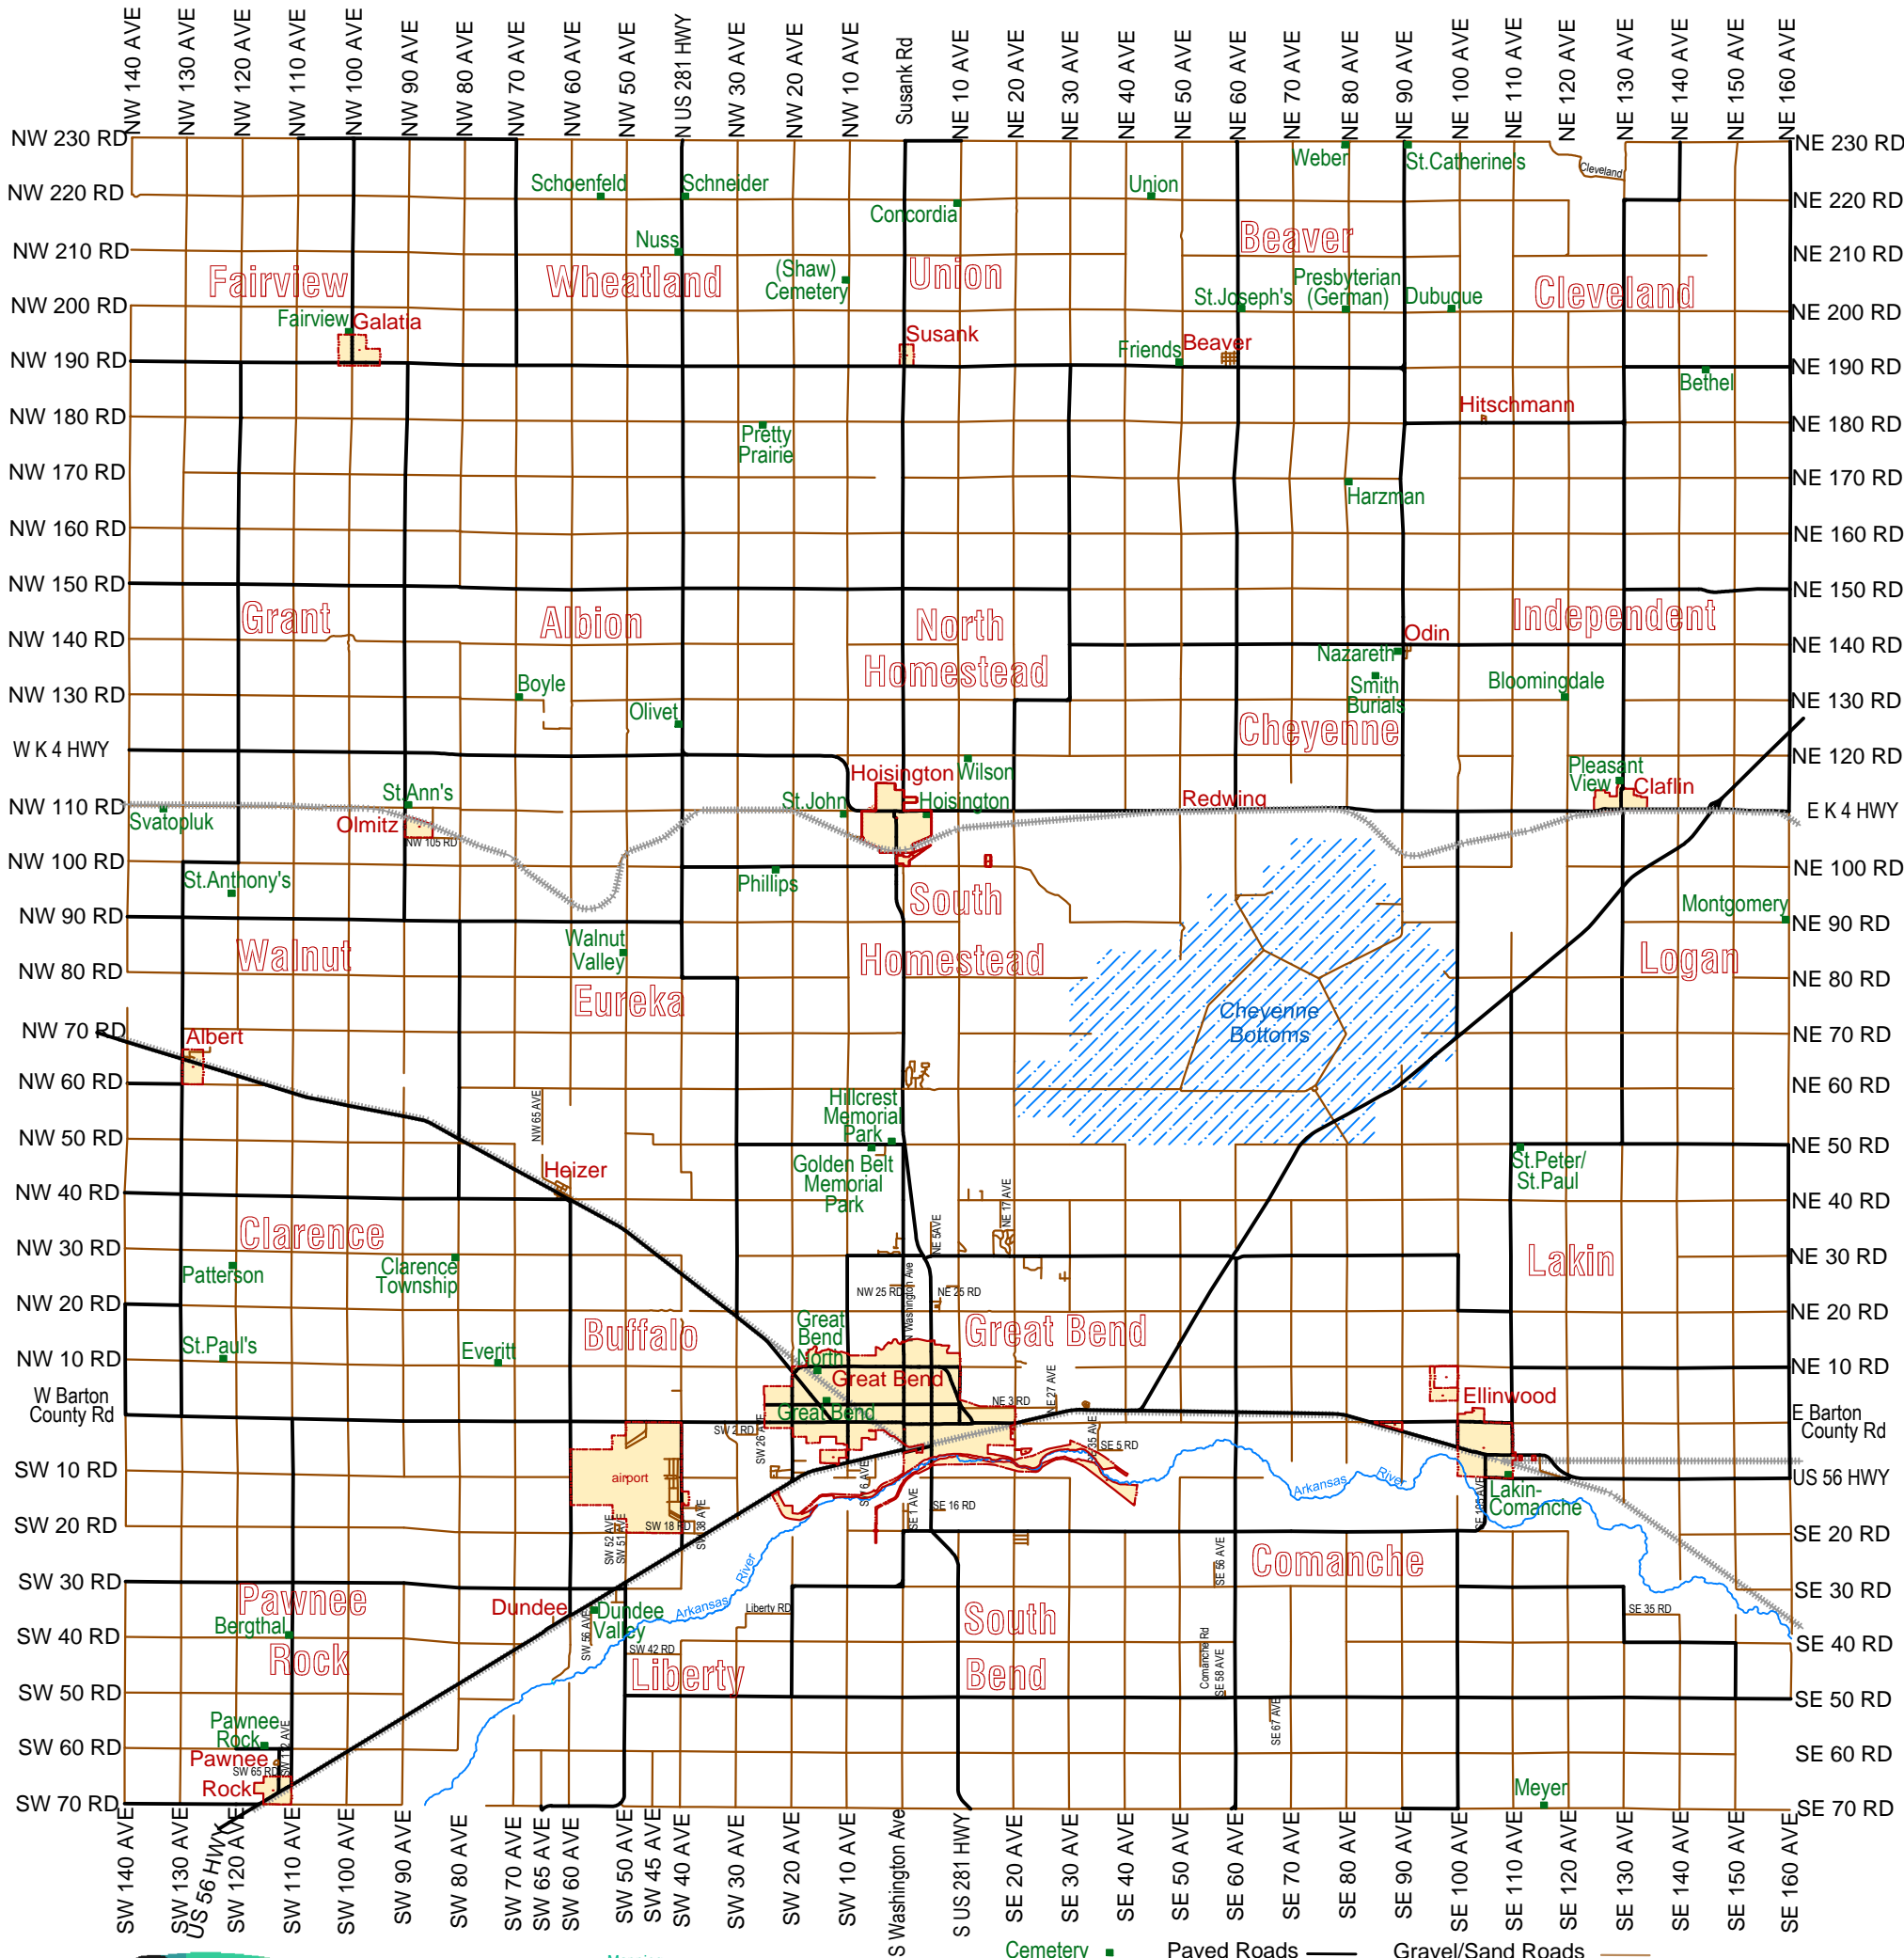 NW 140 AVE
NW 130 AVE
NW 120 AVE
NW 110 AVE
NW 100 AVE
NW 90 AVE
NW 80 AVE
NW 70 AVE
NW 60 AVE
NW 50 AVE
N US 281 HWY
NW 30 AVE
NW 20 AVE
NW 10 AVE
Susank Rd
NE 10 AVE
NE 20 AVE
NE 30 AVE
NE 40 AVE
NE 50 AVE
NE 60 AVE
NE 70 AVE
NE 80 AVE
NE 90 AVE
NE 100 AVE
NE 110 AVE
NE 120 AVE
NE 130 AVE
NE 140 AVE
NE 150 AVE
NE 160 AVE
NW 230 RD
NE 230 RD
Weber
St.Catherine's
Cleveland
NW 220 RD
Schoenfeld
Schneider
Concordia
Union
NE 220 RD
NW 210 RD
Nuss
Beaver
NE 210 RD
Fairview
Wheatland
(Shaw)
Cemetery
Union
Presbyterian
(German)
St.Joseph's
Dubuque
Cleveland
NW 200 RD
NE 200 RD
Fairview
Galatia
Susank
Friends
Beaver
NW 190 RD
NE 190 RD
Bethel
Hitschmann
NW 180 RD
NE 180 RD
Pretty
Prairie
NW 170 RD
NE 170 RD
Harzman
NW 160 RD
NE 160 RD
NW 150 RD
NE 150 RD
Grant
Albion
North
Homestead
Independent
NW 140 RD
Odin
NE 140 RD
Nazareth
Smith
Burials
Boyle
Bloomingdale
NW 130 RD
NE 130 RD
Olivet
Cheyenne
W K 4 HWY
NE 120 RD
Hoisington
Wilson
Pleasant
View
Claflin
St.Ann's
St.John
Hoisington
Redwing
NW 110 RD
E K 4 HWY
Svatopluk
Olmitz
NW 105 RD
NW 100 RD
NE 100 RD
St.Anthony's
Phillips
South
Homestead
Montgomery
NW 90 RD
NE 90 RD
Walnut
Walnut
Valley
Logan
NW 80 RD
NE 80 RD
Eureka
Cheyenne
Bottoms
NW 70 RD
NE 70 RD
Albert
NW 60 RD
NE 60 RD
NW 65 AVE
Hillcrest
Memorial
Park
NW 50 RD
NE 50 RD
Golden Belt
Memorial
Park
St.Peter/
St.Paul
Heizer
NW 40 RD
NE 17 AVE
NE 40 RD
Clarence
NE 5AVE
NW 30 RD
NE 30 RD
Lakin
Patterson
Clarence
Township
NW 25 RD
N Washington Ave
NE 25 RD
NW 20 RD
NE 20 RD
Buffalo
Great
Bend
North
Great Bend
St.Paul's
Everitt
NW 10 RD
NE 10 RD
Great Bend
NE 27 AVE
Ellinwood
W Barton
County Rd
Great Bend
NE 3 RD
E Barton
County Rd
SW 2 RD
SW 26 AVE
SE 35 AVE
SE 5 RD
SW 10 RD
airport
SW 6 AVE
Arkansas
River
US 56 HWY
Lakin-
Comanche
SE 105 AVE
SE 1 AVE
SE 16 RD
SW 20 RD
SW 52 AVE
SW 51 AVE
SW 18 RD
SW 38 AVE
SE 20 RD
SE 56 AVE
Comanche
SW 30 RD
SE 30 RD
Pawnee
Rock
Bergthal
Dundee
SW 56 AVE
Dundee
Valley
Arkansas
River
Liberty RD
South
Bend
SE 35 RD
SW 40 RD
SW 42 RD
SE 40 RD
Liberty
Comanche Rd
SE 58 AVE
SW 50 RD
SE 50 RD
SE 67 AVE
Pawnee
Rock
SW 112 AVE
SW 60 RD
SE 60 RD
Pawnee
Rock
SW 65 RD
Meyer
SW 70 RD
SE 70 RD
SW 140 AVE
SW 130 AVE
US 56 HWY
SW 120 AVE
SW 110 AVE
SW 100 AVE
SW 90 AVE
SW 80 AVE
SW 70 AVE
SW 65 AVE
SW 60 AVE
SW 50 AVE
SW 45 AVE
SW 40 AVE
SW 30 AVE
SW 20 AVE
SW 10 AVE
S Washington Ave
S US 281 HWY
SE 20 AVE
SE 30 AVE
SE 40 AVE
SE 50 AVE
SE 60 AVE
SE 70 AVE
SE 80 AVE
SE 90 AVE
SE 100 AVE
SE 110 AVE
SE 120 AVE
SE 130 AVE
SE 140 AVE
SE 150 AVE
SE 160 AVE
Cemetery
Paved Roads
Gravel/Sand Roads